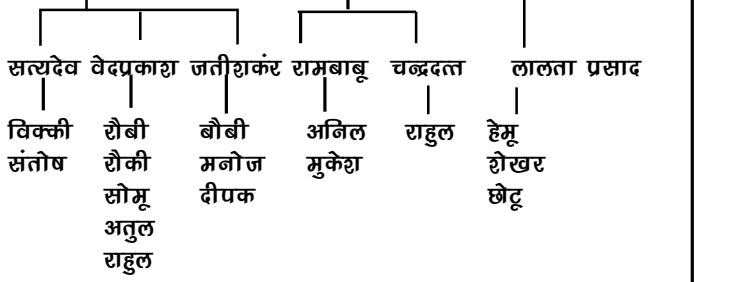 सत्यदेव वेदप्रकाश जतीशकंर रामबाबू चन्द्रदत्त लालता प्रसाद
विक्की रौबी बौबी अनिल राहुल हेमू
संतोष रौकी मनोज मुकेश शेखर
सोमू दीपक छोटू
अतुल
राहुल